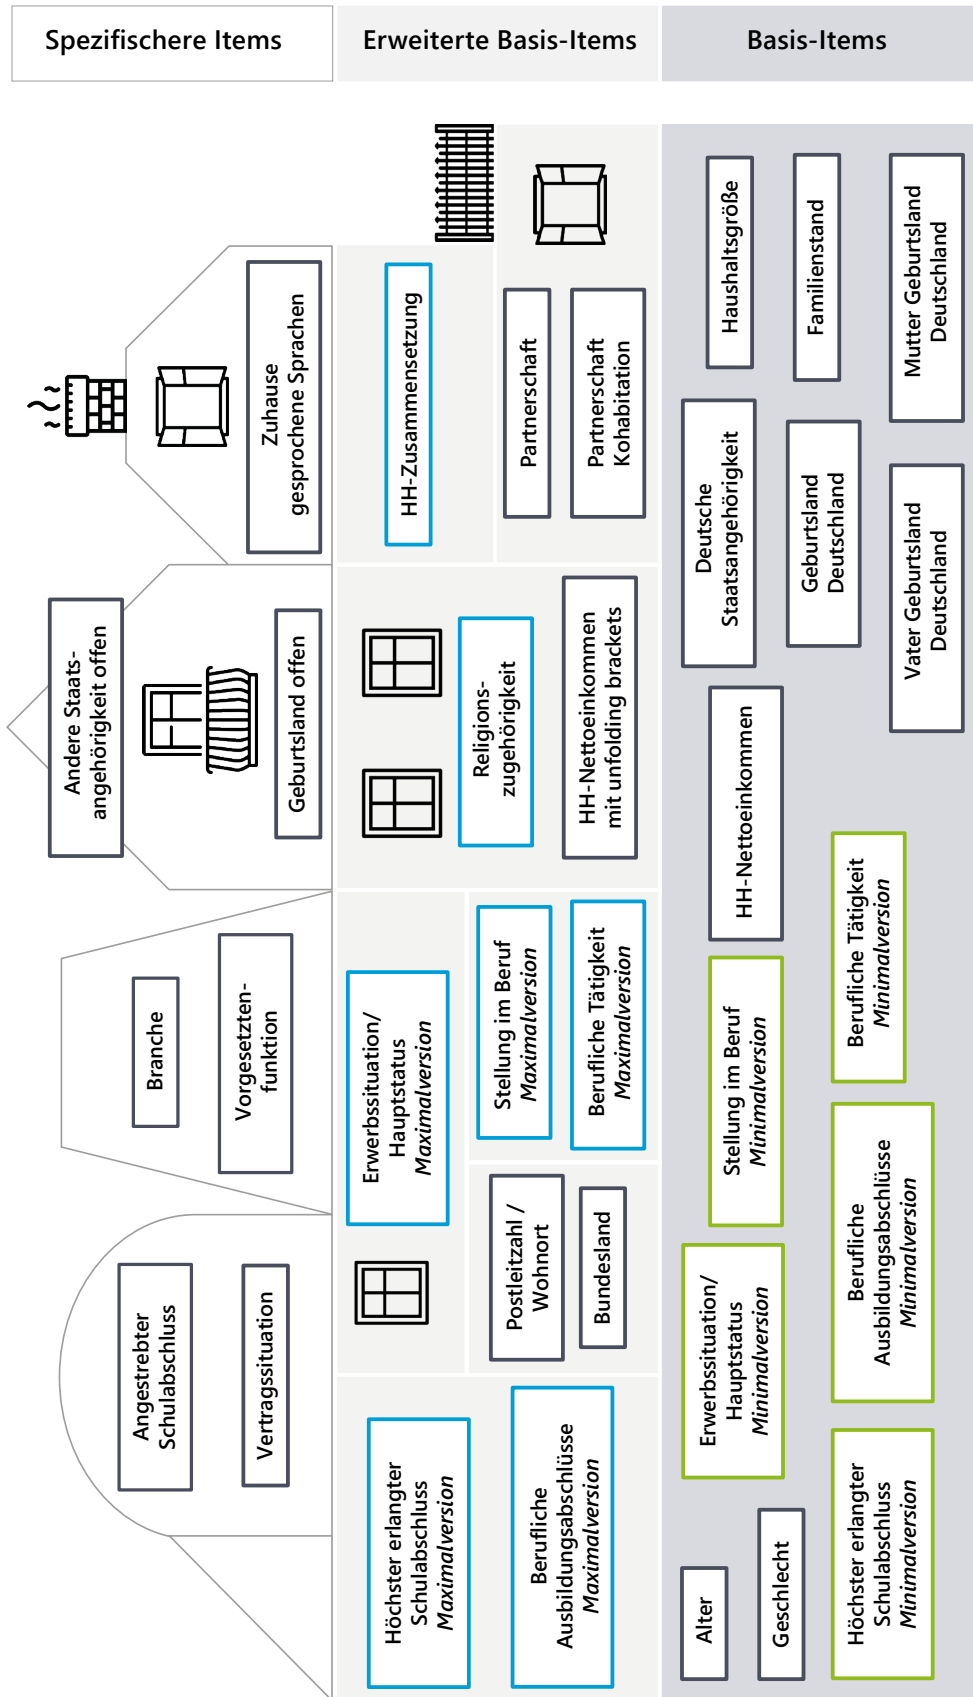 Spezifischere Items
Erweiterte Basis-Items
Basis-Items
Angestrebter
Schulabschluss
Vertragssituation
Branche
Vorgesetzten-
funktion
Andere Staats-
angehörigkeit offen
Geburtsland offen
Zuhause
gesprochene Sprachen
Höchster erlangter
Schulabschluss
Maximalversion
Berufliche
Ausbildungsabschlüsse
Maximalversion
Erwerbssituation/
Hauptstatus
Maximalversion
Postleitzahl /
Wohnort
Bundesland
Stellung im Beruf
Maximalversion
Berufliche Tätigkeit
Maximalversion
Religions-
zugehörigkeit
HH-Nettoeinkommen
mit unfolding brackets
HH-Zusammensetzung
Partnerschaft
Partnerschaft
Kohabitation
Alter
Geschlecht
Höchster erlangter
Schulabschluss
Minimalversion
Erwerbssituation/
Hauptstatus
Minimalversion
Berufliche
Ausbildungsabschlüsse
Minimalversion
Stellung im Beruf
Minimalversion
Berufliche Tätigkeit
Minimalversion
HH-Nettoeinkommen
Deutsche
Staatsangehörigkeit
Geburtsland
Deutschland
Vater Geburtsland
Deutschland
Haushaltsgröße
Familienstand
Mutter Geburtsland
Deutschland